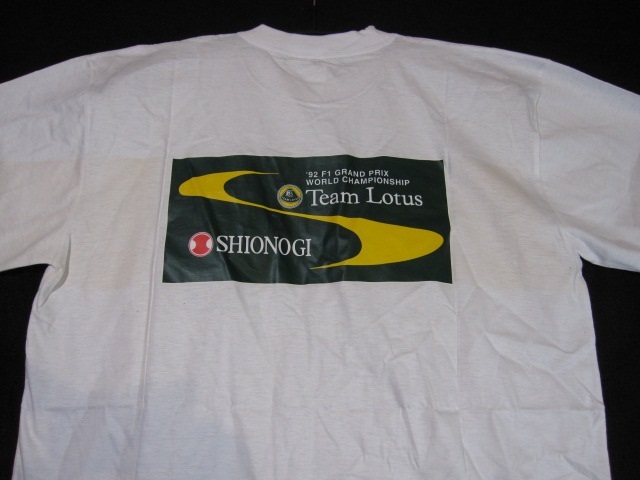 '92 F1 GRAND PRIX
WORLD CHAMPIONSHIP
Team Lotus
SHIONOGI